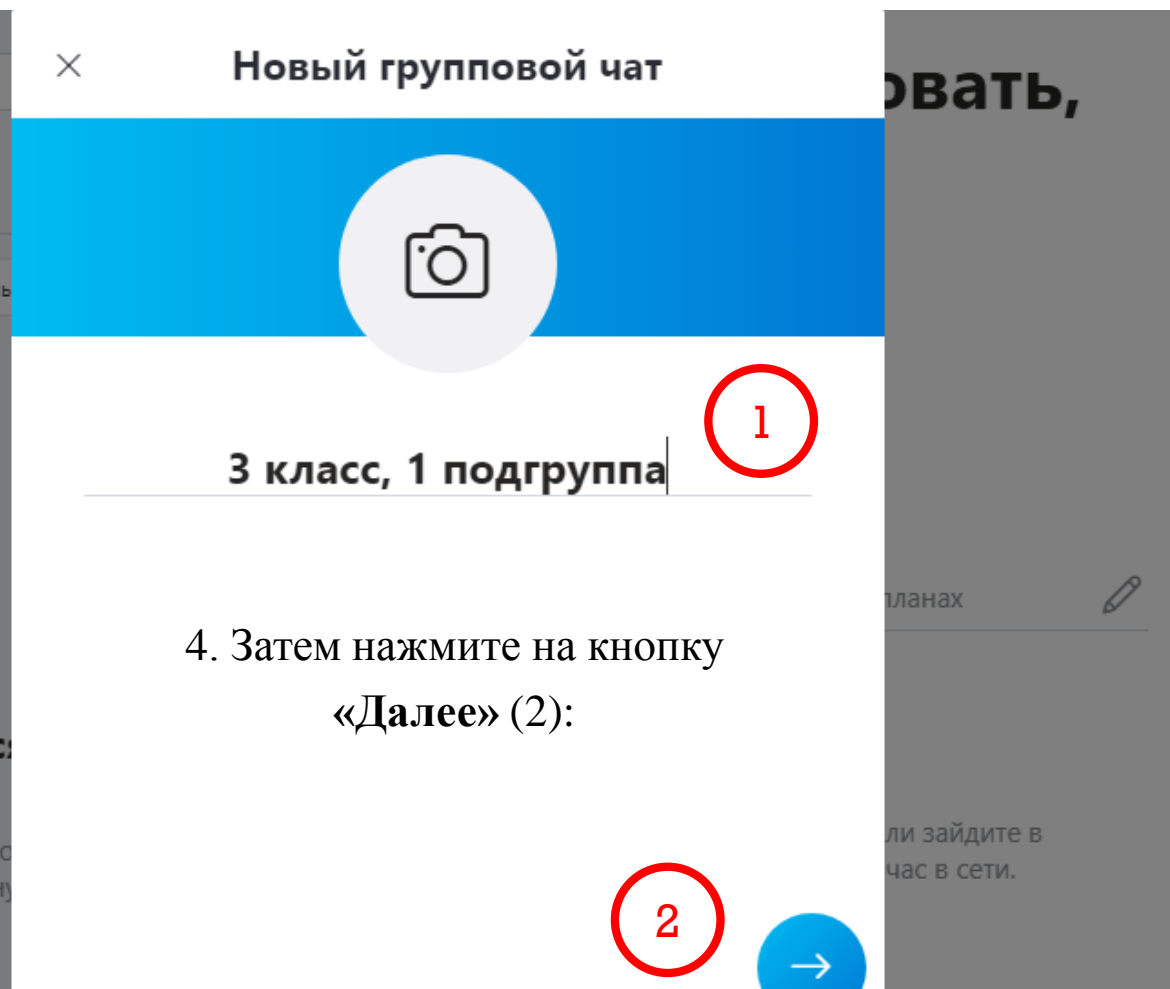 Новый групповой чат
овать,
1
3 класс, 1 подгруппа
планах
4. Затем нажмите на кнопку
«Далее» (2):
ли зайдите в
час в сети.
2